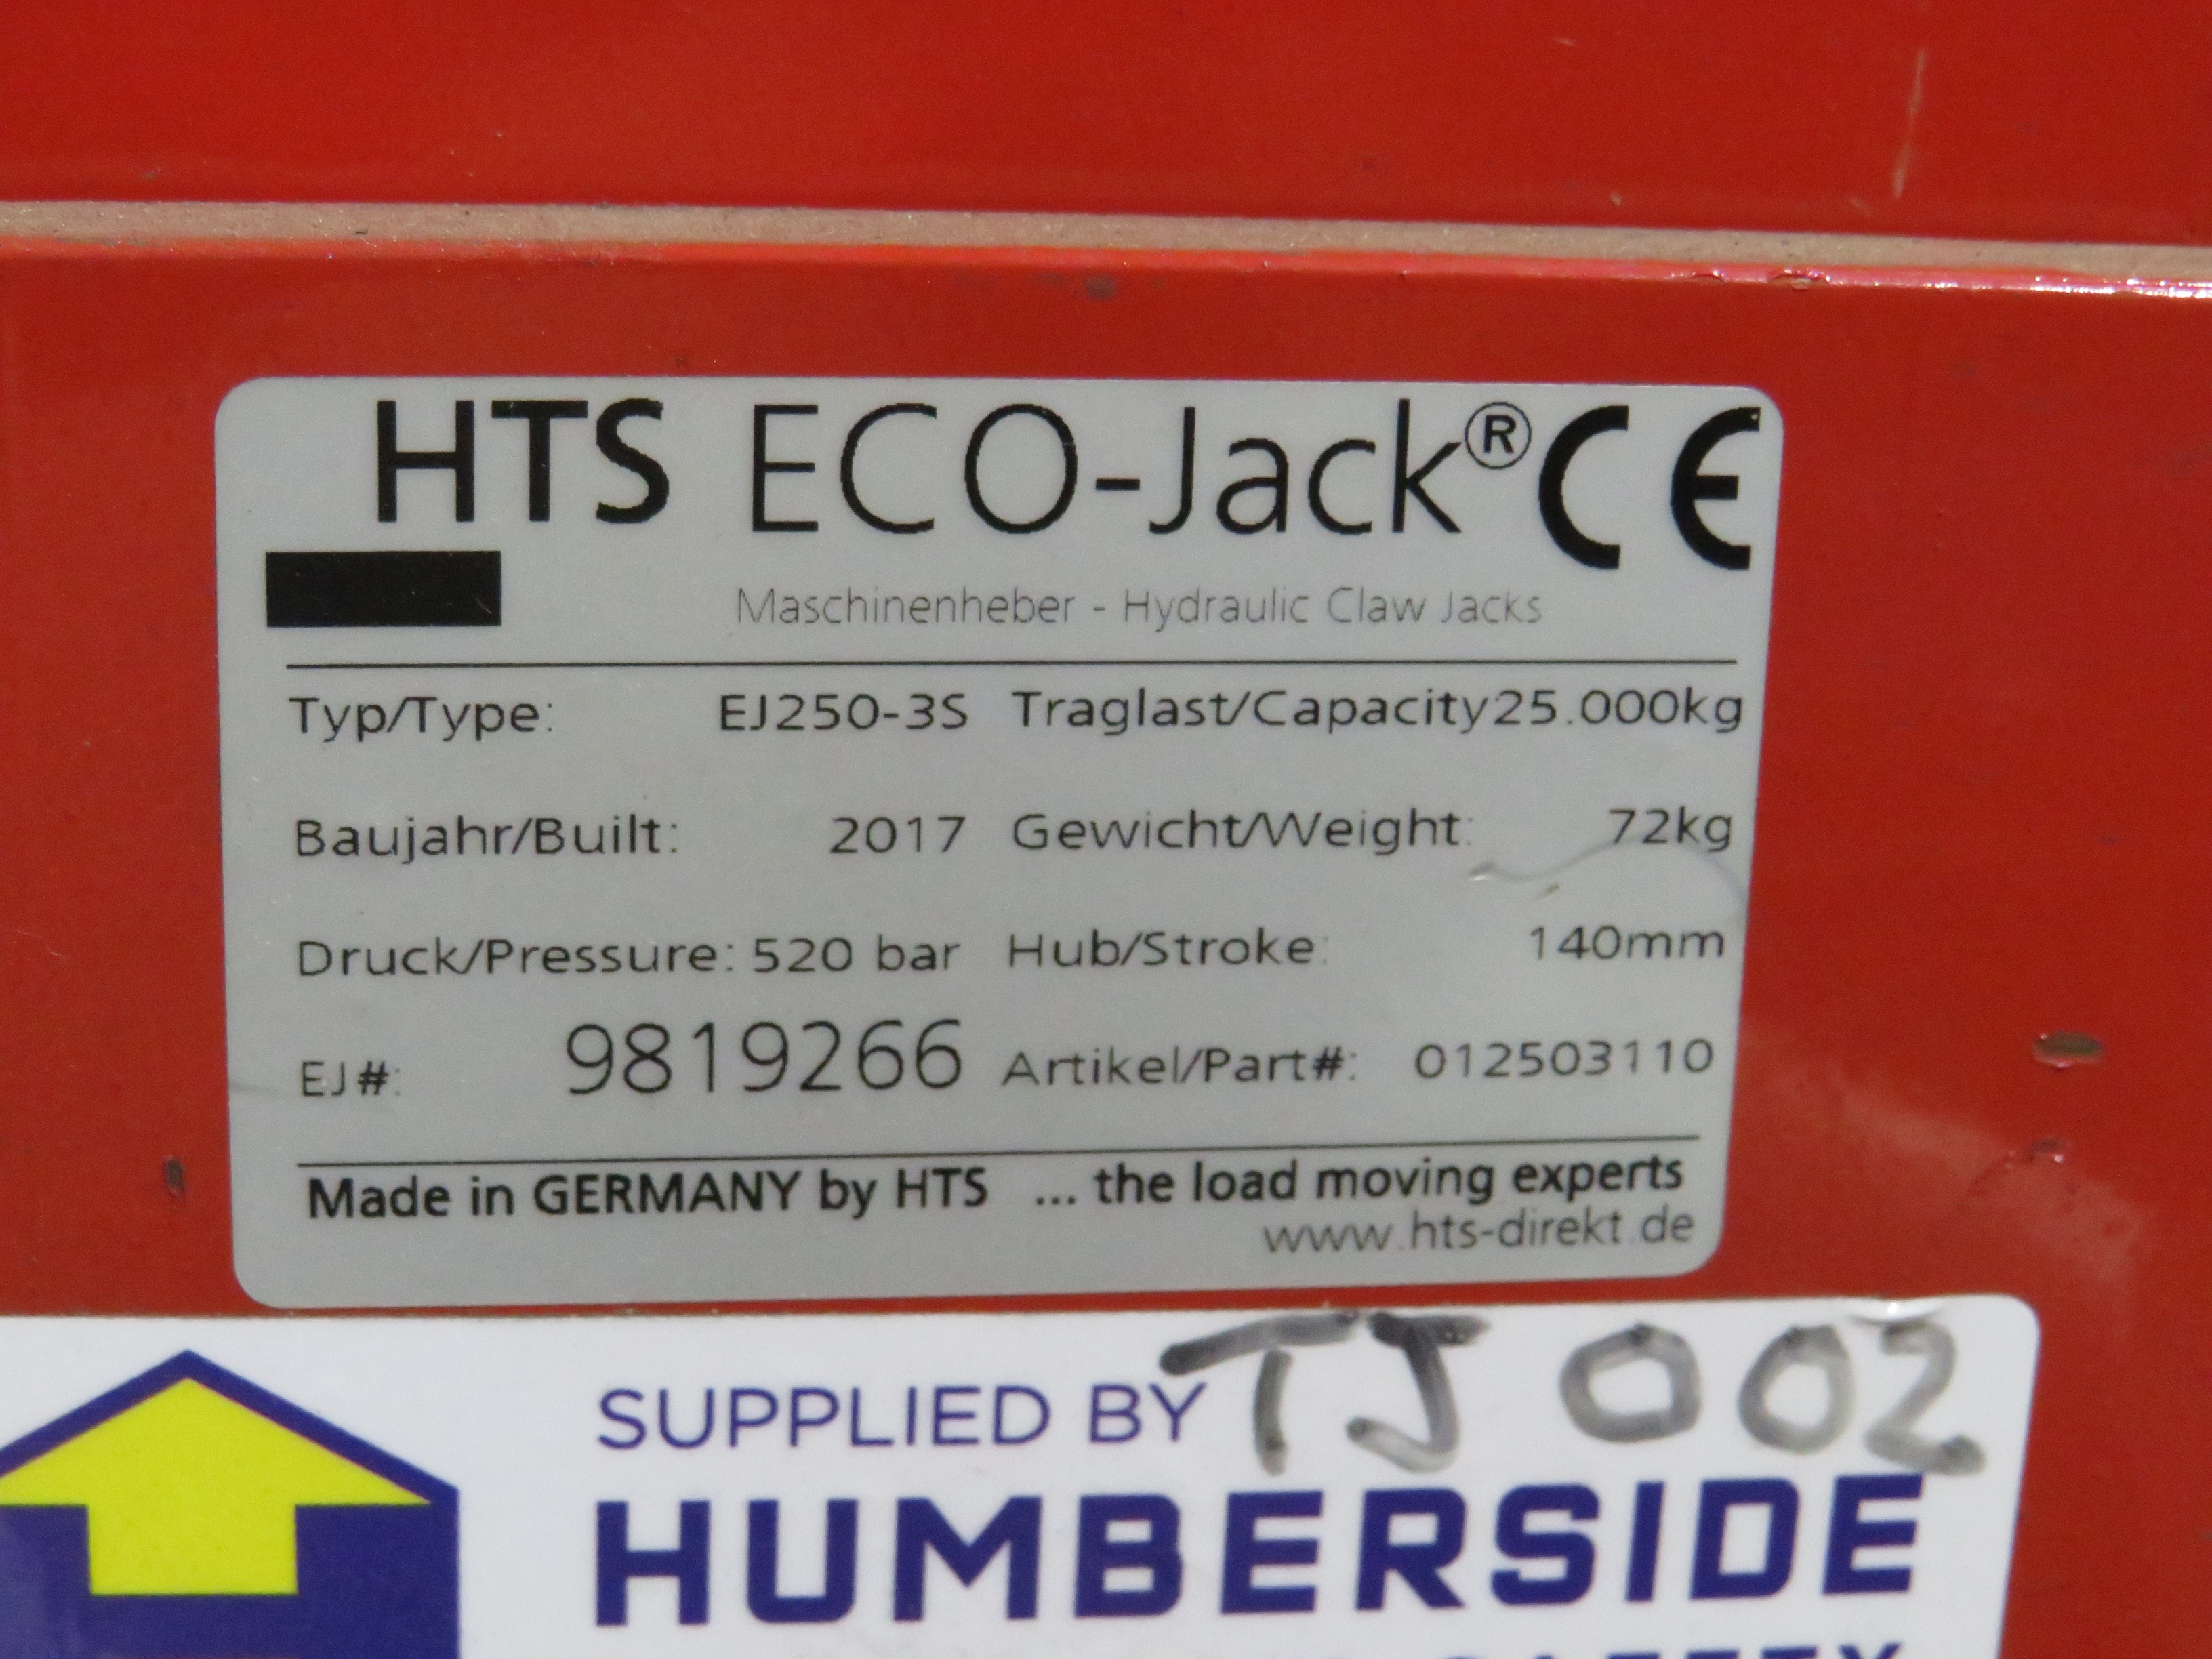 HTS ECO-Jack® CE
Maschinenheber - Hydraulic Claw Jacks
Typ/Type: EJ250-3S Traglast/Capacity 25.000kg
Baujahr/Built: 2017 Gewicht/Weight: 72kg
Druck/Pressure: 520 bar Hub/Stroke: 140mm
EJ#: 9819266 Artikel/Part#: 012503110
Made in GERMANY by HTS ... the load moving experts
www.hts-direkt.de
TJ 002
SUPPLIED BY
HUMBERSIDE